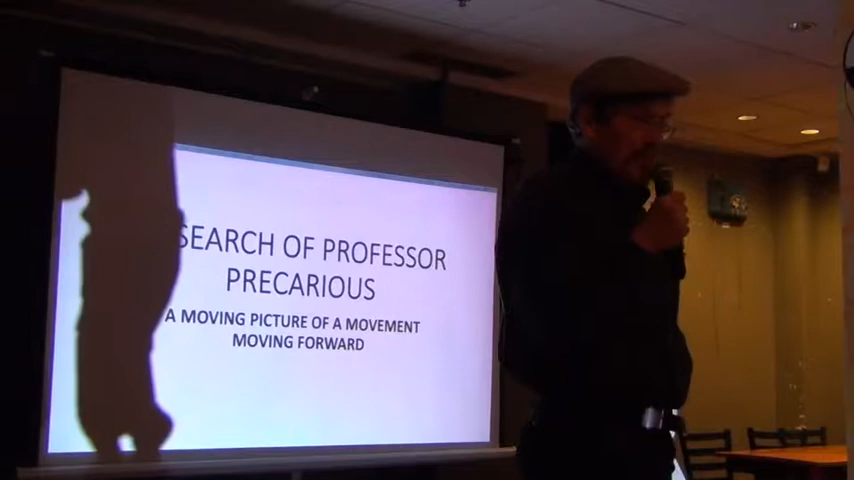 SEARCH OF PROFESSOR
PRECARIOUS
A MOVING PICTURE OF A MOVEMENT
MOVING FORWARD